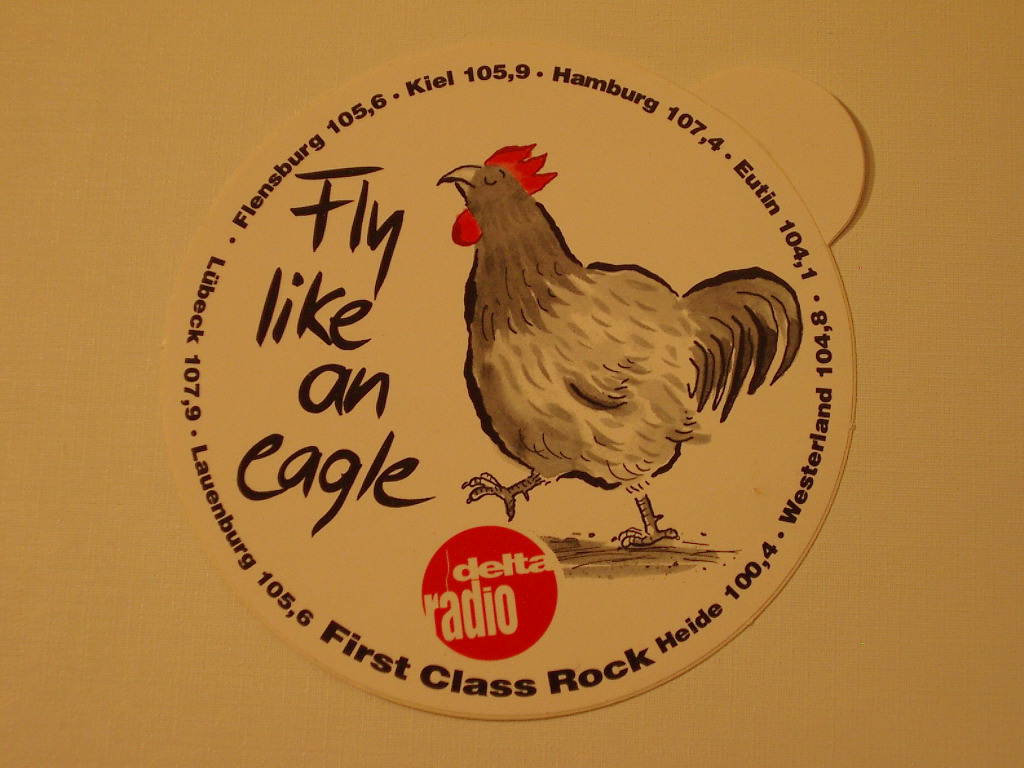 Lauenburg 105,6 · Lübeck 107,9 · Flensburg 105,6 · Kiel 105,9 · Hamburg 107,4 · Eutin 104,1 · Westerland 104,8 · Heide 100,4
Fly
like
an
eagle
delta
radio
First Class Rock